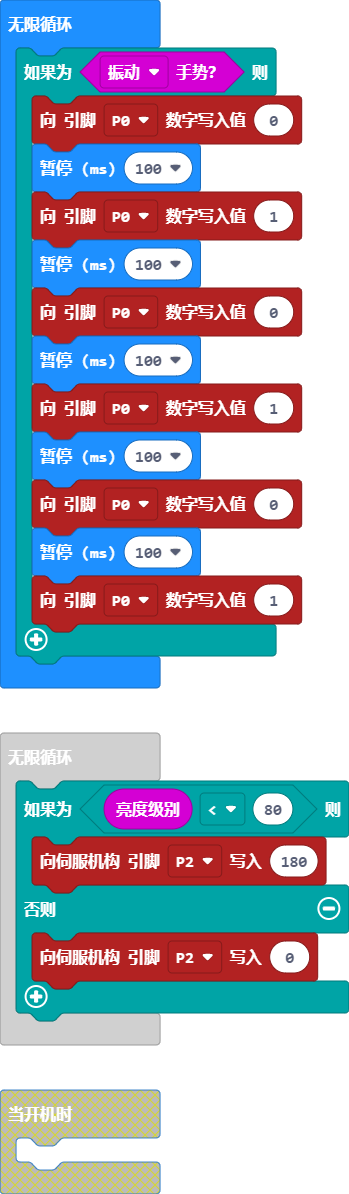 无限循环
如果为 振动 手势? 则
向 引脚 P0 数字写入值 0
暂停 (ms) 100
向 引脚 P0 数字写入值 1
暂停 (ms) 100
向 引脚 P0 数字写入值 0
暂停 (ms) 100
向 引脚 P0 数字写入值 1
暂停 (ms) 100
向 引脚 P0 数字写入值 0
暂停 (ms) 100
向 引脚 P0 数字写入值 1
无限循环
如果为 亮度级别 < 80 则
向伺服机构 引脚 P2 写入 180
否则
向伺服机构 引脚 P2 写入 0
当开机时